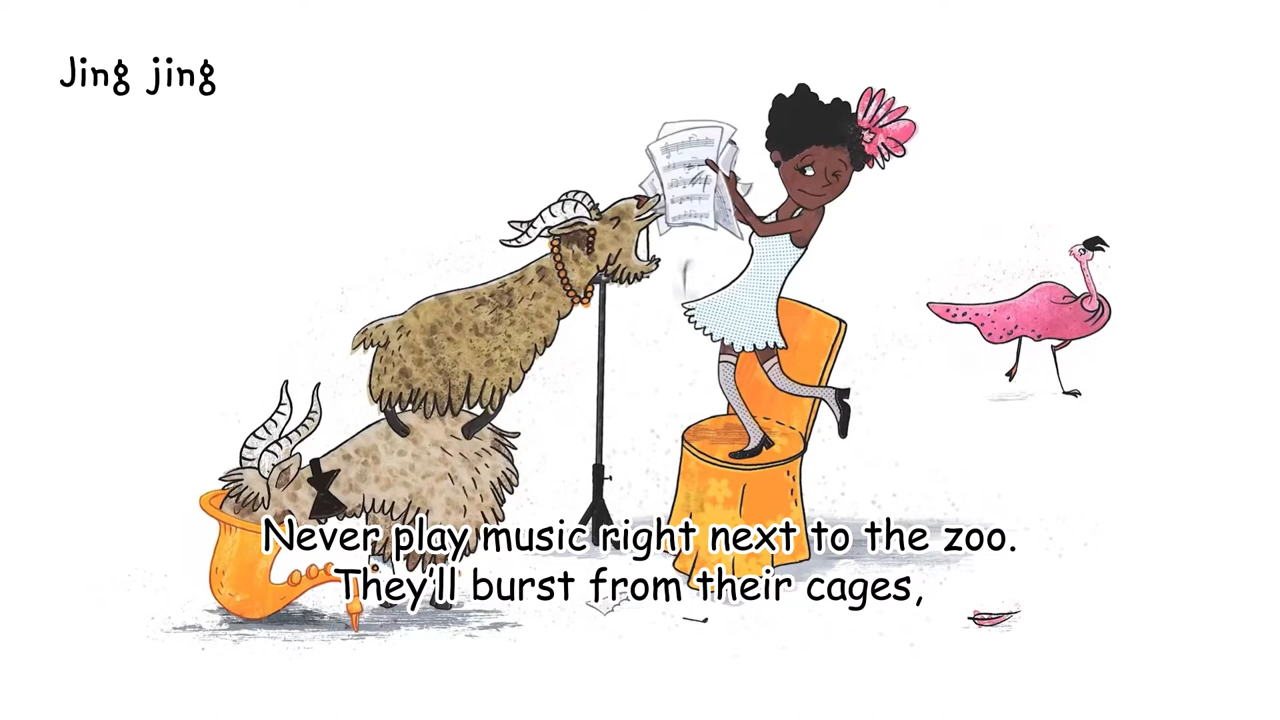 Jing jing
Never play music right next to the zoo.
They'll burst from their cages,